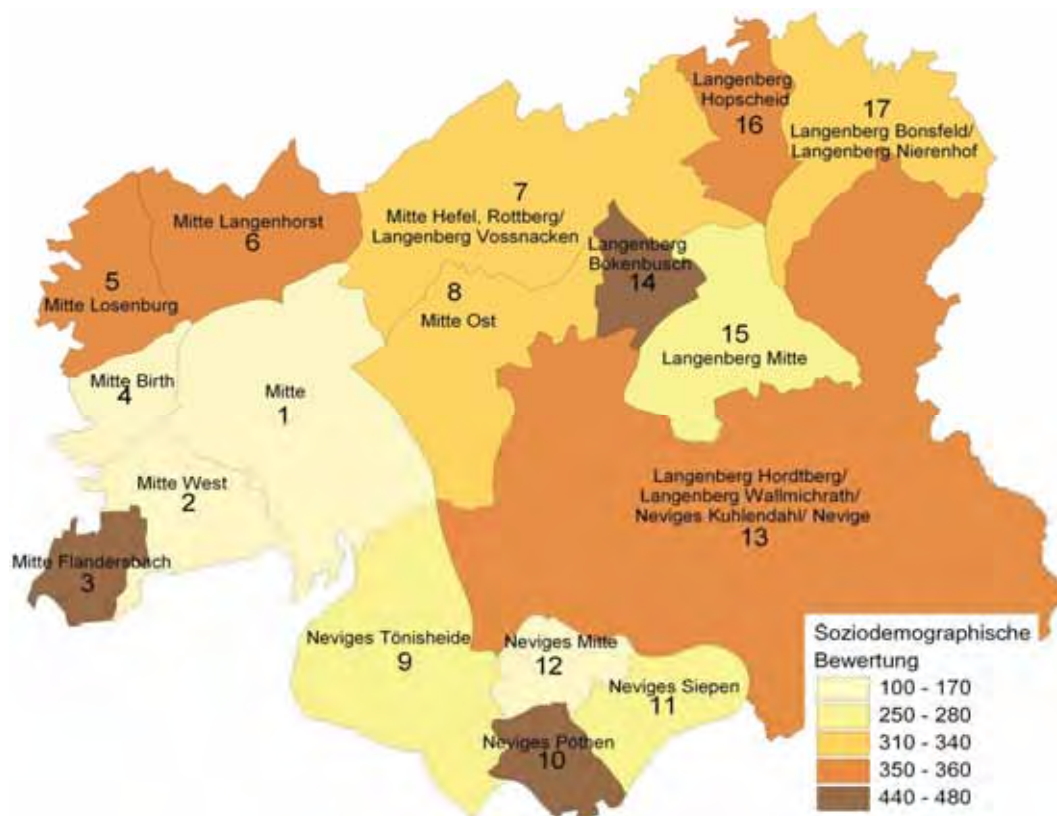 Langenberg
Hopscheid
16
17
Langenberg Bonsfeld/
Langenberg Nierenhof
7
Mitte Hefel, Rottberg/
Langenberg Vossnacken
Mitte Langenhorst
6
5
Mitte Losenburg
Langenberg
Bökenbusch
14
8
Mitte Ost
15
Langenberg Mitte
Mitte Birth
4
Mitte
1
Mitte West
2
Langenberg Hordtberg/
Langenberg Wallmichrath/
Neviges Kuhlendahl/ Nevige
13
Mitte Flandersbach
3
Neviges Tönisheide
9
Neviges Mitte
12
Neviges Siepen
11
Neviges Pöthen
10
Soziodemographische
Bewertung
100 - 170
250 - 280
310 - 340
350 - 360
440 - 480